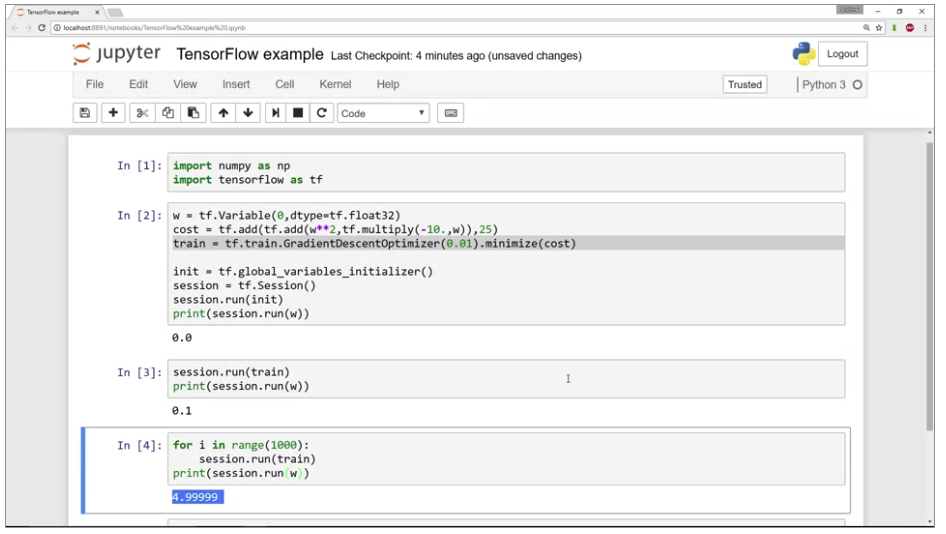 TensorFlow example
localhost:8891/notebooks/TensorFlow%20example%20.ipynb
jupyter TensorFlow example Last Checkpoint: 4 minutes ago (unsaved changes)
Logout
File Edit View Insert Cell Kernel Help
Trusted
Python 3
Code
In [1]:
import numpy as np
import tensorflow as tf
In [2]:
w = tf.Variable(0,dtype=tf.float32)
cost = tf.add(tf.add(w**2,tf.multiply(-10.,w)),25)
train = tf.train.GradientDescentOptimizer(0.01).minimize(cost)
init = tf.global_variables_initializer()
session = tf.Session()
session.run(init)
print(session.run(w))
0.0
In [3]:
session.run(train)
print(session.run(w))
0.1
In [4]:
for i in range(1000):
    session.run(train)
print(session.run(w))
4.99999